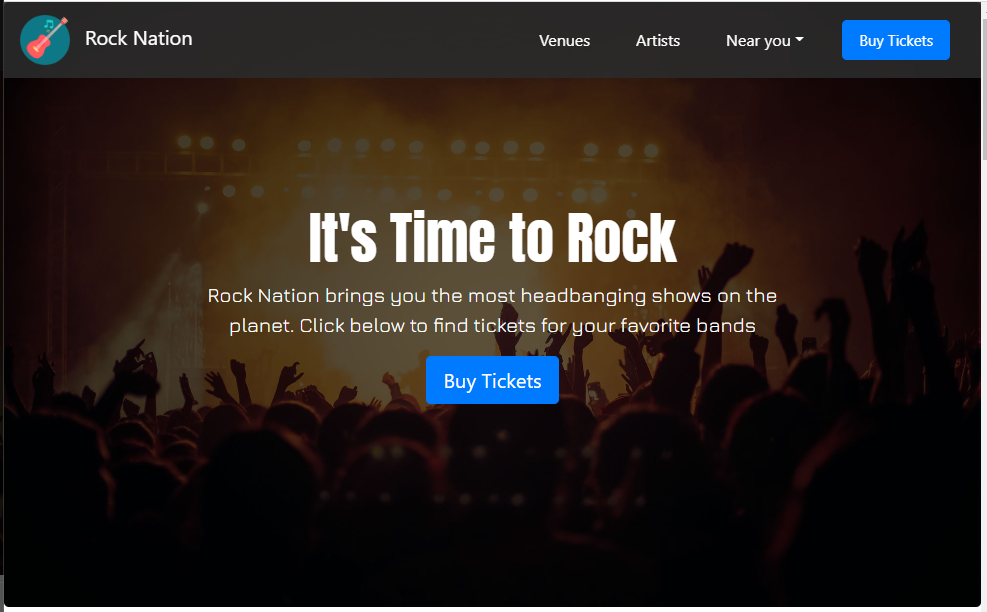 Rock Nation
Venues
Artists
Near you
Buy Tickets
It's Time to Rock
Rock Nation brings you the most headbanging shows on the
planet. Click below to find tickets for your favorite bands
Buy Tickets